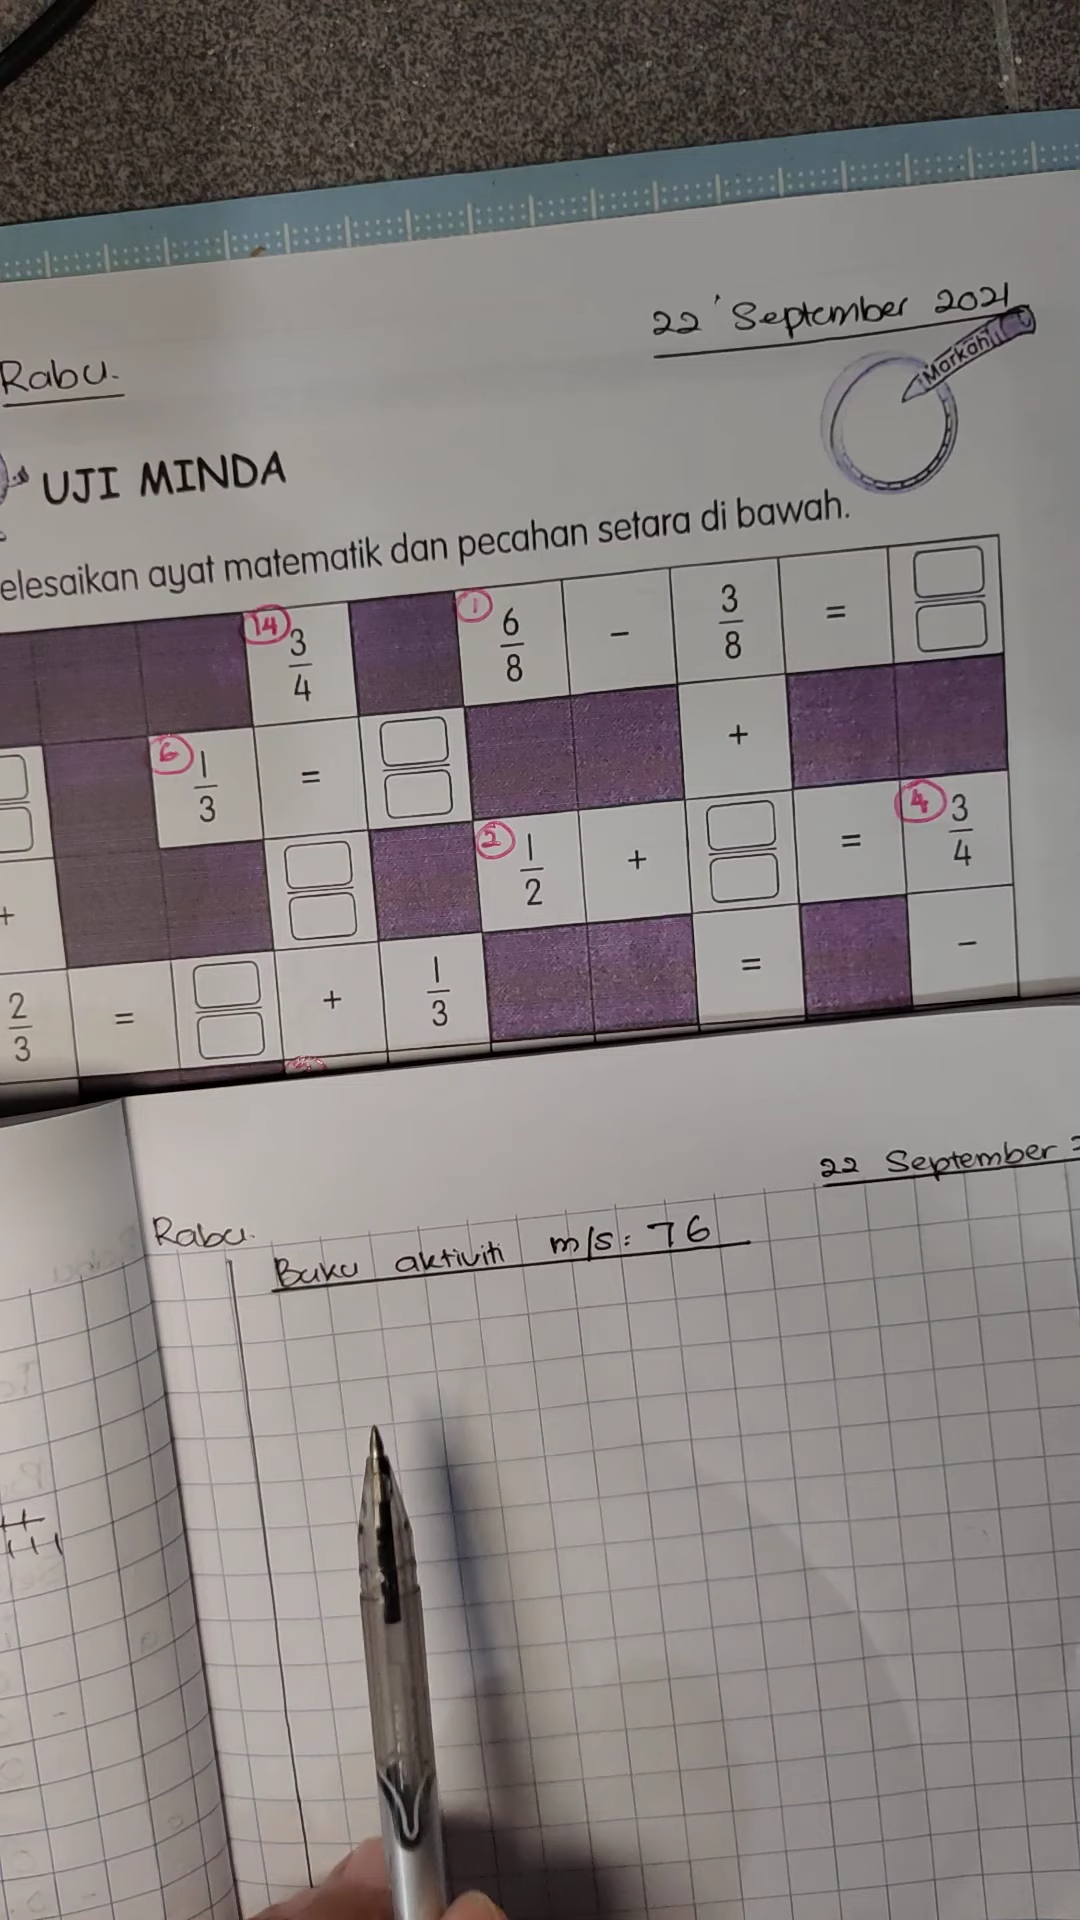 22 September 2021
Rabu.
Markah
UJI MINDA
elesaikan ayat matematik dan pecahan setara di bawah.
14 3/4 1 6/8 - 3/8 =
6 1/3 = +
2 1/2 + = 4 3/4
+ = -
2/3 = + 1/3
22 September
Rabu.
Buku aktiviti m/s: 76